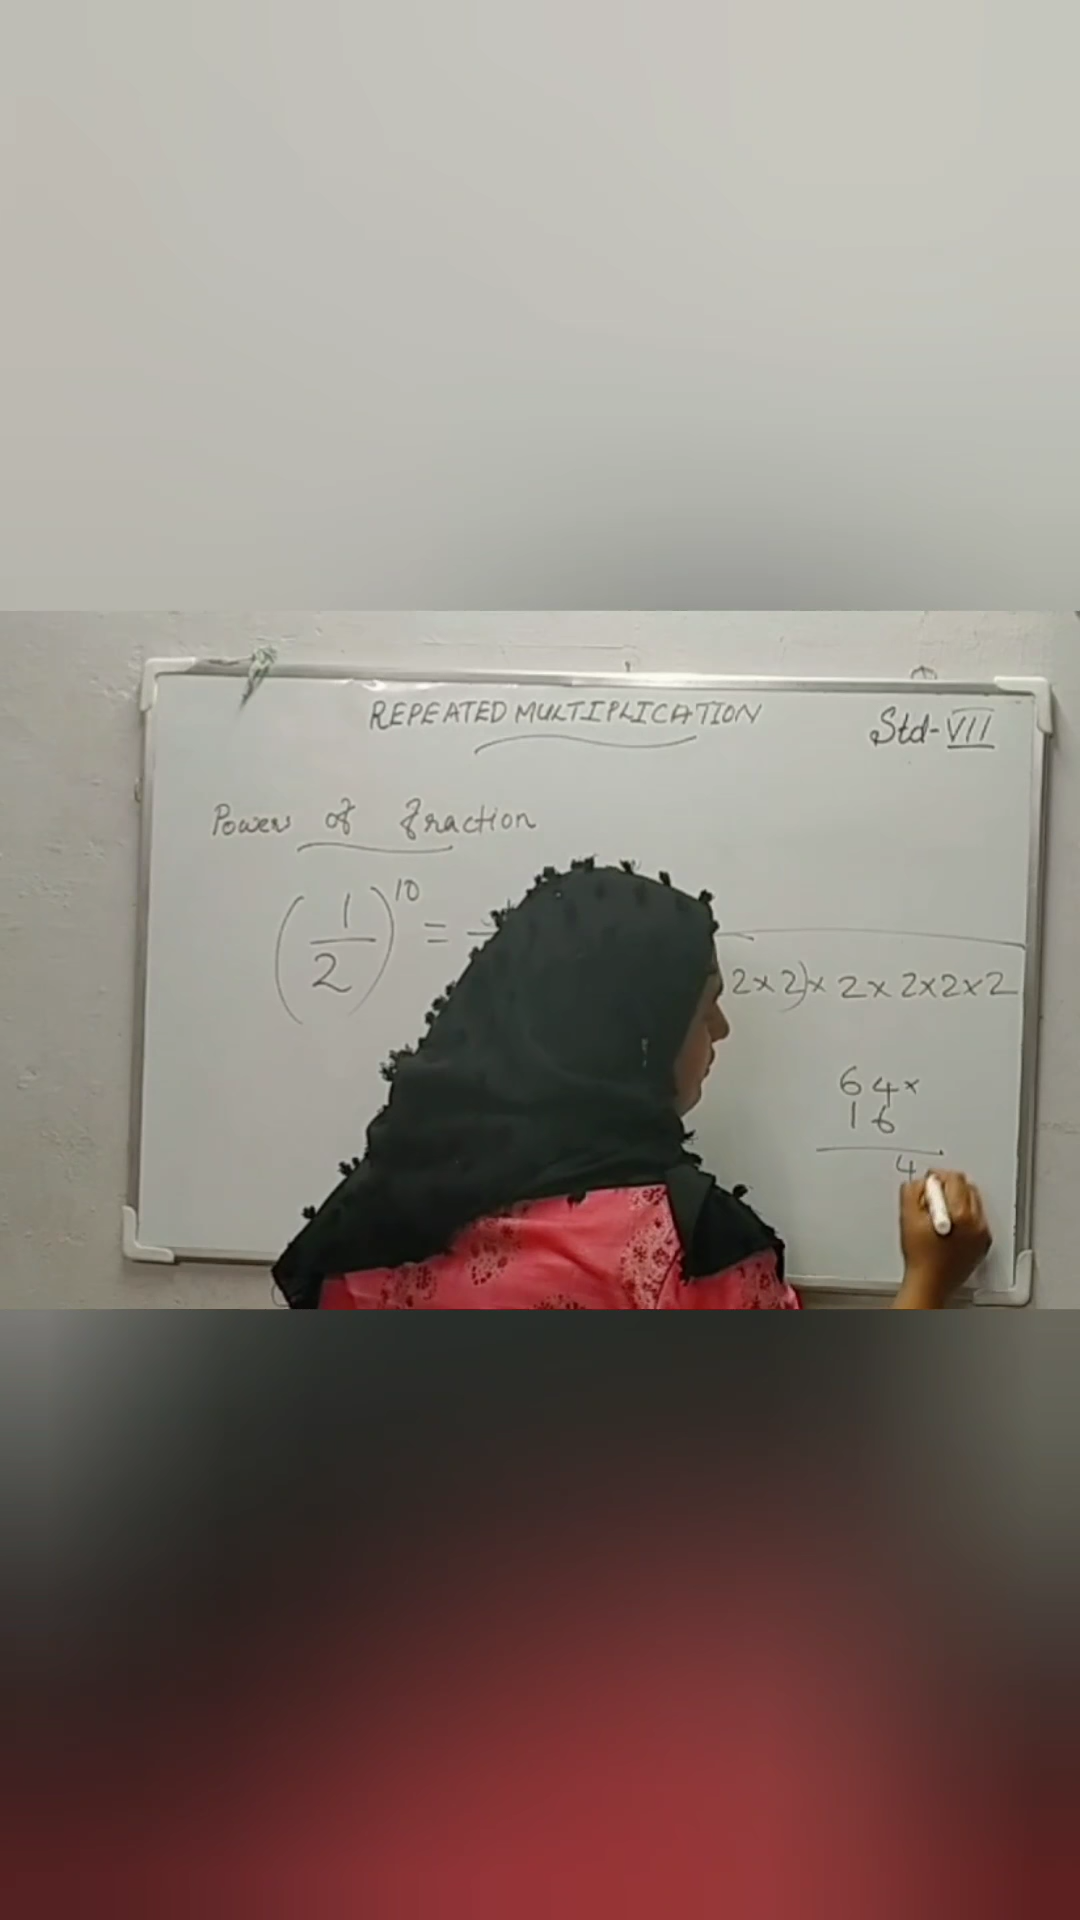 REPEATED MULTIPLICATION
Std-VII
Power of fraction
(1/2)^10 =
2×2)× 2× 2×2×2
64×
16
4